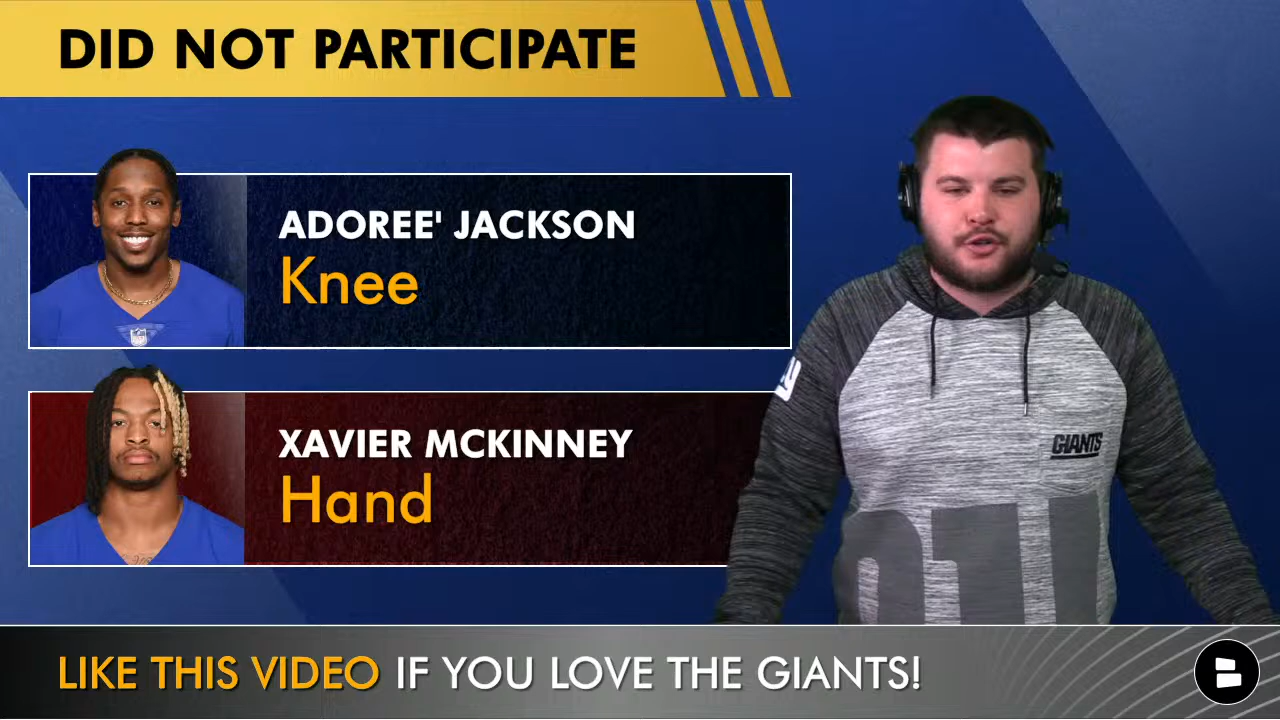 DID NOT PARTICIPATE
ADOREE' JACKSON
Knee
XAVIER MCKINNEY
Hand
GIANTS
LIKE THIS VIDEO IF YOU LOVE THE GIANTS!